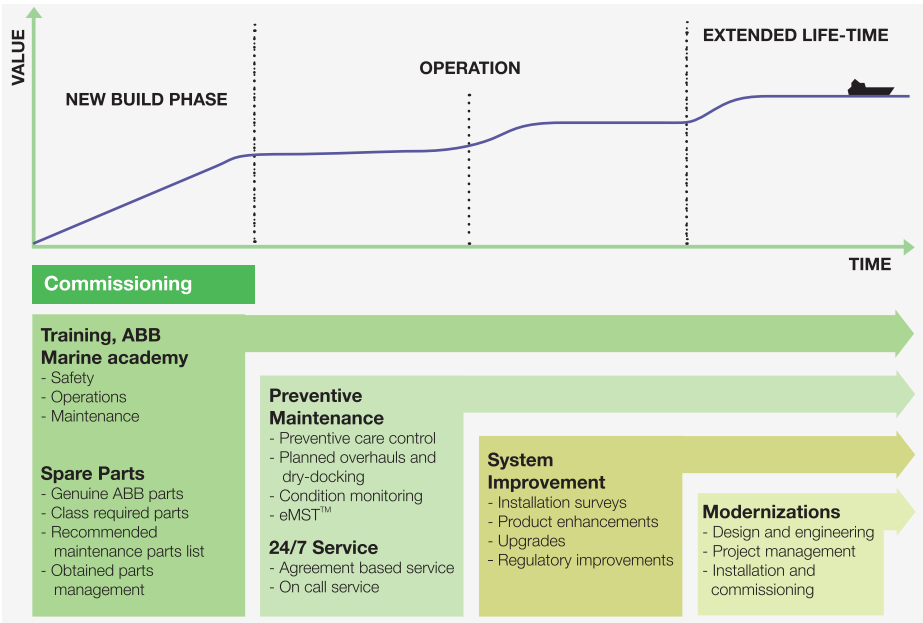 VALUE
NEW BUILD PHASE
OPERATION
EXTENDED LIFE-TIME
TIME
Commissioning
Training, ABB
Marine academy
- Safety
- Operations
- Maintenance
Spare Parts
- Genuine ABB parts
- Class required parts
- Recommended
maintenance parts list
- Obtained parts
management
Preventive
Maintenance
- Preventive care control
- Planned overhauls and
dry-docking
- Condition monitoring
- eMST™
24/7 Service
- Agreement based service
- On call service
System
Improvement
- Installation surveys
- Product enhancements
- Upgrades
- Regulatory improvements
Modernizations
- Design and engineering
- Project management
- Installation and
commissioning